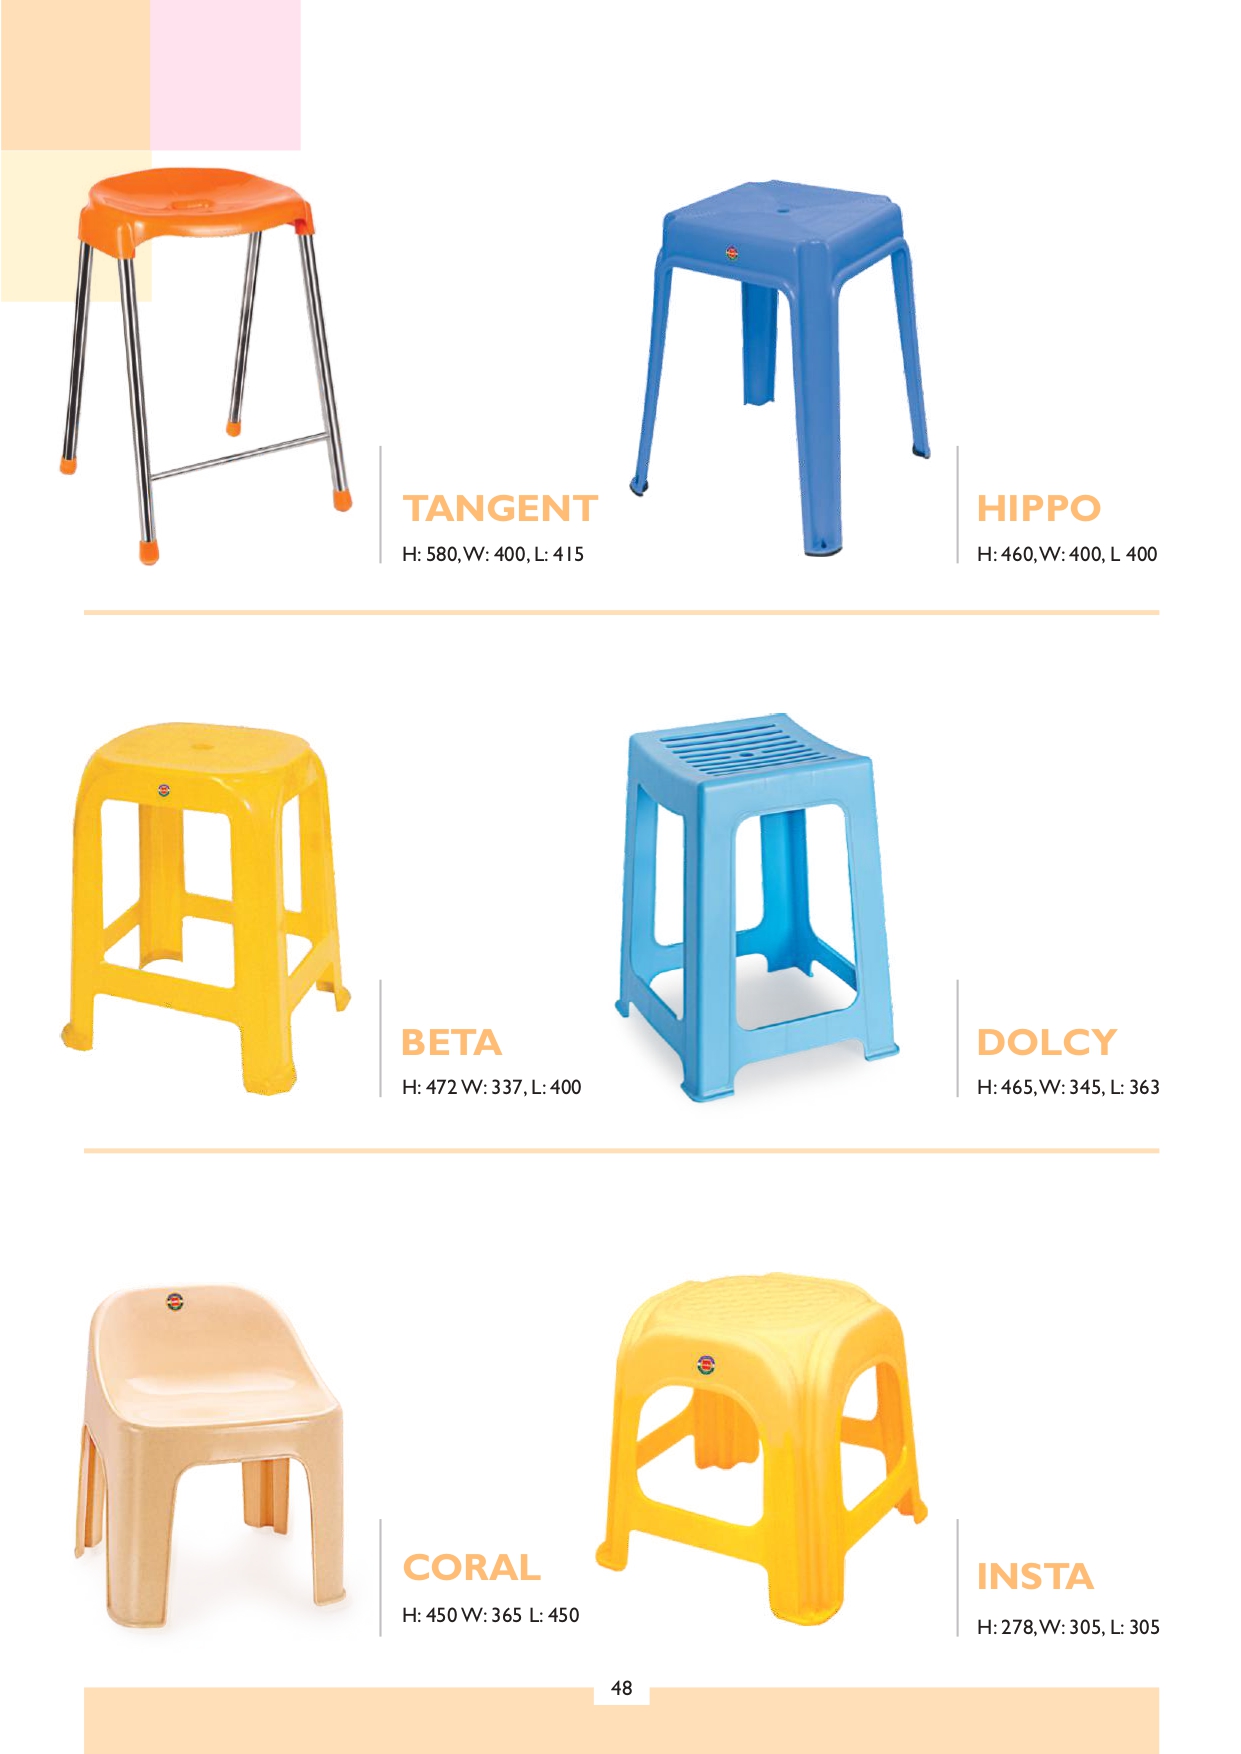 TANGENT
H: 580, W: 400, L: 415
HIPPO
H: 460, W: 400, L 400
BETA
H: 472 W: 337, L: 400
DOLCY
H: 465, W: 345, L: 363
CORAL
H: 450 W: 365 L: 450
INSTA
H: 278, W: 305, L: 305
48